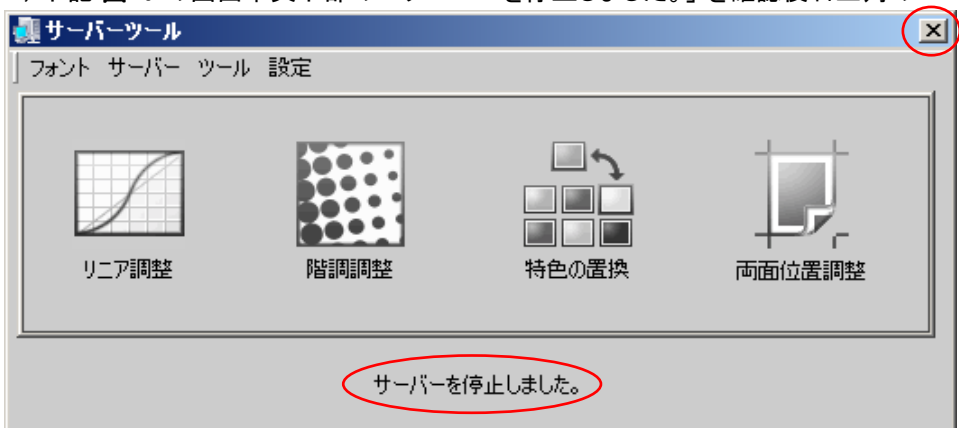 サーバーツール
フォント サーバー ツール 設定
リニア調整 階調調整 特色の置換 両面位置調整
サーバーを停止しました。